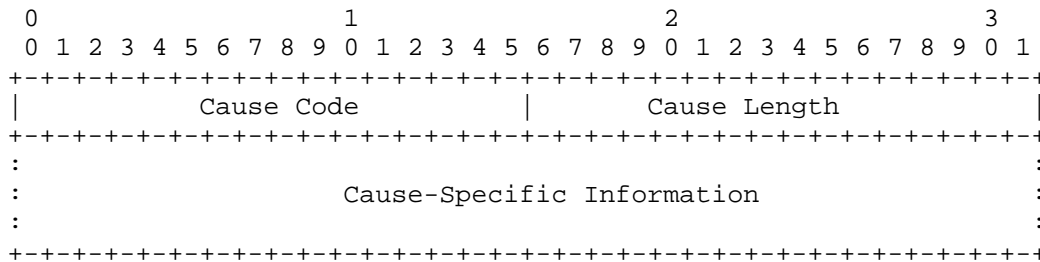 0                   1                   2                   3
 0 1 2 3 4 5 6 7 8 9 0 1 2 3 4 5 6 7 8 9 0 1 2 3 4 5 6 7 8 9 0 1
+-+-+-+-+-+-+-+-+-+-+-+-+-+-+-+-+-+-+-+-+-+-+-+-+-+-+-+-+-+-+-+-+
|           Cause Code          |       Cause Length            |
+-+-+-+-+-+-+-+-+-+-+-+-+-+-+-+-+-+-+-+-+-+-+-+-+-+-+-+-+-+-+-+-+
:                                                               :
:                    Cause-Specific Information                 :
:                                                               :
+-+-+-+-+-+-+-+-+-+-+-+-+-+-+-+-+-+-+-+-+-+-+-+-+-+-+-+-+-+-+-+-+